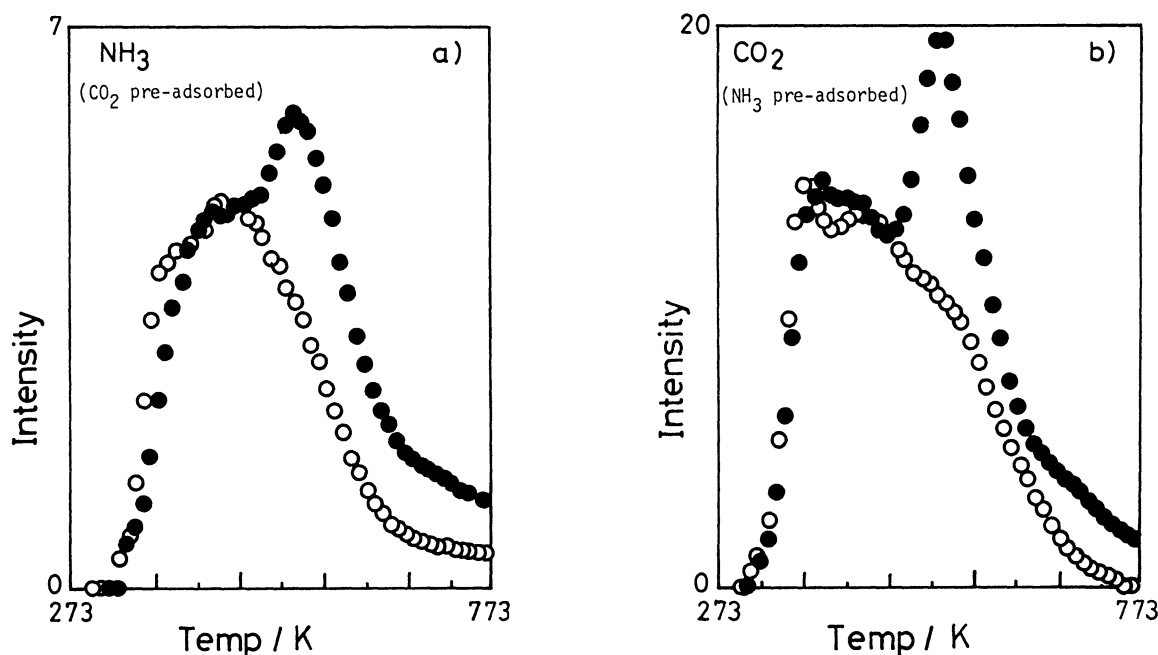 7
NH₃
a)
(CO₂ pre-adsorbed)
Intensity
0
273
773
Temp / K
20
CO₂
b)
(NH₃ pre-adsorbed)
Intensity
0
273
773
Temp / K